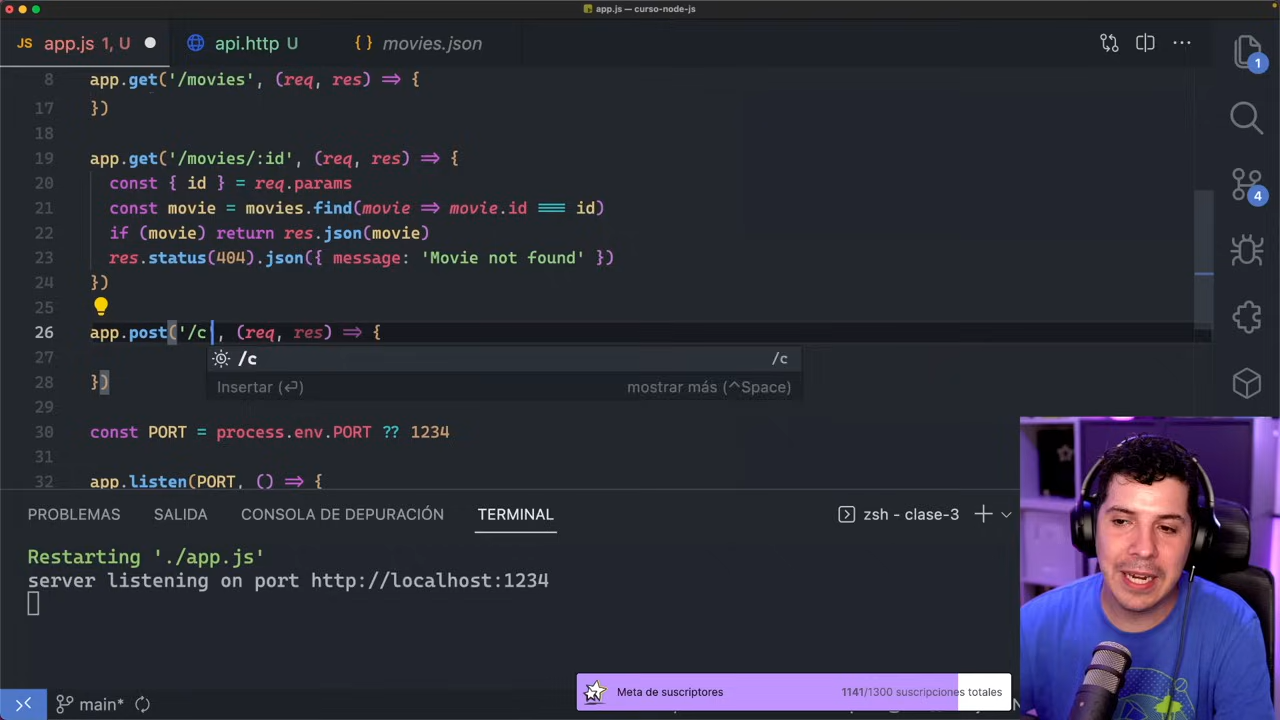 app.js — curso-node-js
JS app.js 1, U
api.http U
{ } movies.json
8 app.get('/movies', (req, res) => {
17 })
18
19 app.get('/movies/:id', (req, res) => {
20 const { id } = req.params
21 const movie = movies.find(movie => movie.id === id)
22 if (movie) return res.json(movie)
23 res.status(404).json({ message: 'Movie not found' })
24 })
25
26 app.post('/c', (req, res) => {
27
28 })
29
30 const PORT = process.env.PORT ?? 1234
31
32 app.listen(PORT, () => {
/c /c
Insertar (⏎) mostrar más (^Space)
1
4
PROBLEMAS SALIDA CONSOLA DE DEPURACIÓN TERMINAL
zsh - clase-3
Restarting './app.js'
server listening on port http://localhost:1234
main*
Meta de suscriptores 1141/1300 suscripciones totales